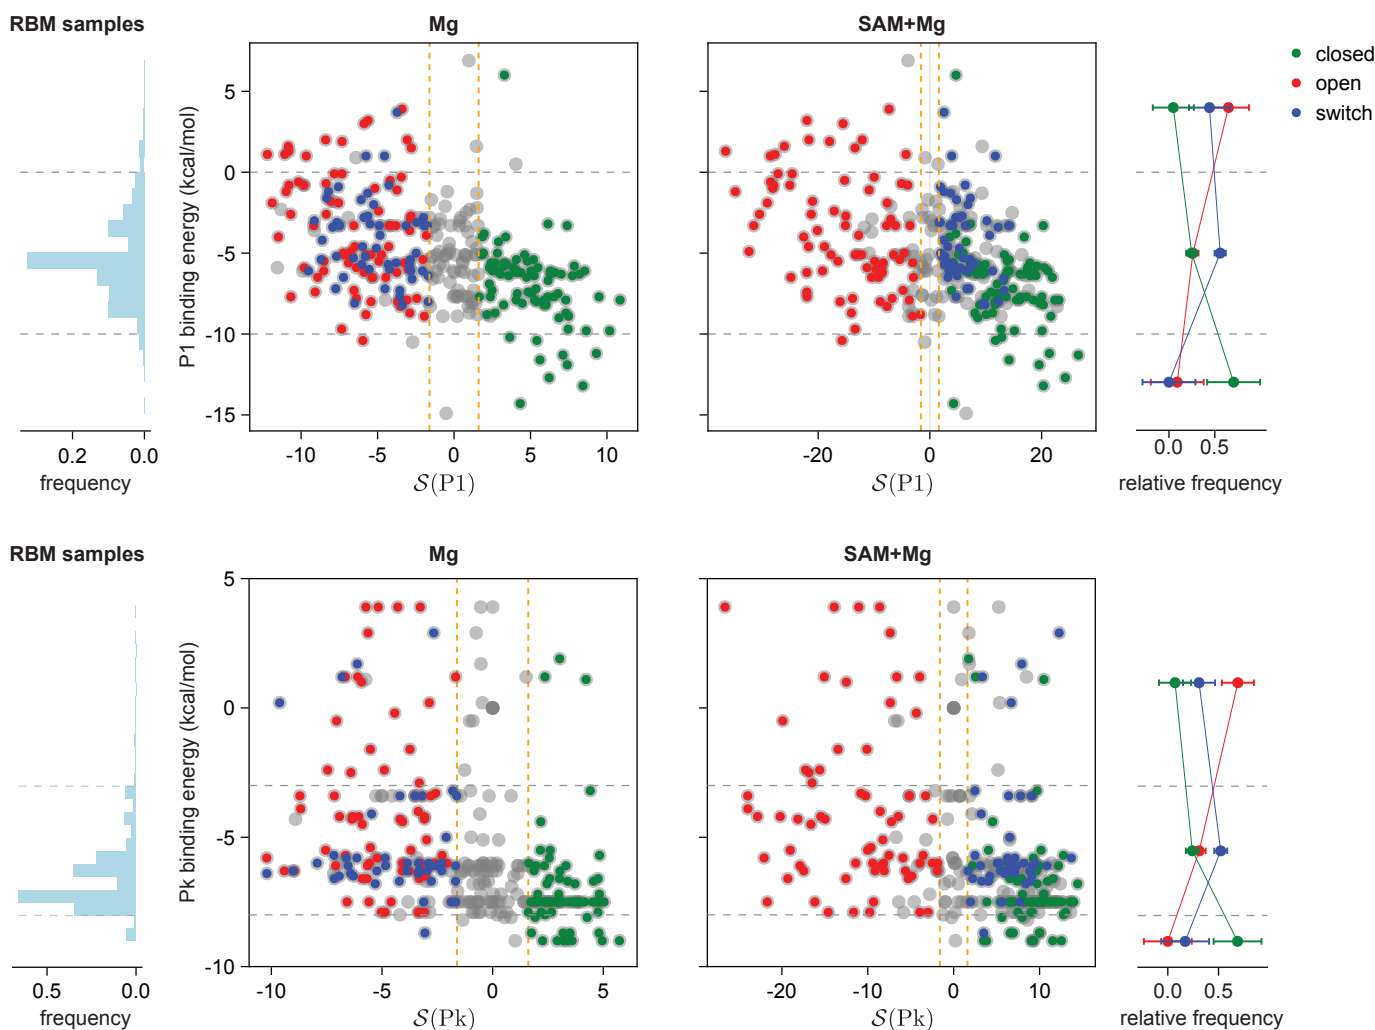 RBM samples
Mg
SAM+Mg
closed
open
switch
P1 binding energy (kcal/mol)
5
0
-5
-10
-15
0.2 0.0
frequency
-10 -5 0 5 10
S(P1)
-20 0 20
S(P1)
0.0 0.5
relative frequency
RBM samples
Mg
SAM+Mg
Pk binding energy (kcal/mol)
5
0
-5
-10
0.5 0.0
frequency
-10 -5 0 5
S(Pk)
-20 -10 0 10
S(Pk)
0.0 0.5
relative frequency